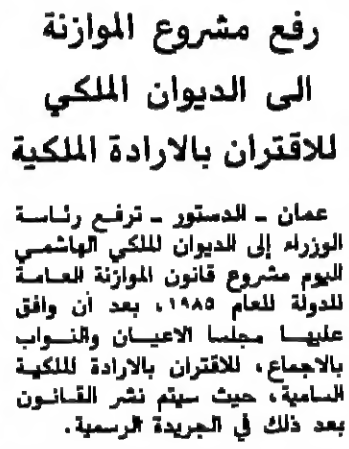 رفع مشروع الموازنة
الى الديوان الملكي
للاقتران بالارادة الملكية
عمان ـ الدستور ـ ترفع رئاسة
الوزراء إلى الديوان الملكي الهاشمي
اليوم مشروع قانون الموازنة العامة
للدولة للعام ١٩٨٥، بعد أن وافق
عليها مجلسا الاعيان والنواب
بالاجماع، للاقتران بالارادة الملكية
السامية، حيث سيتم نشر القانون
بعد ذلك في الجريدة الرسمية.